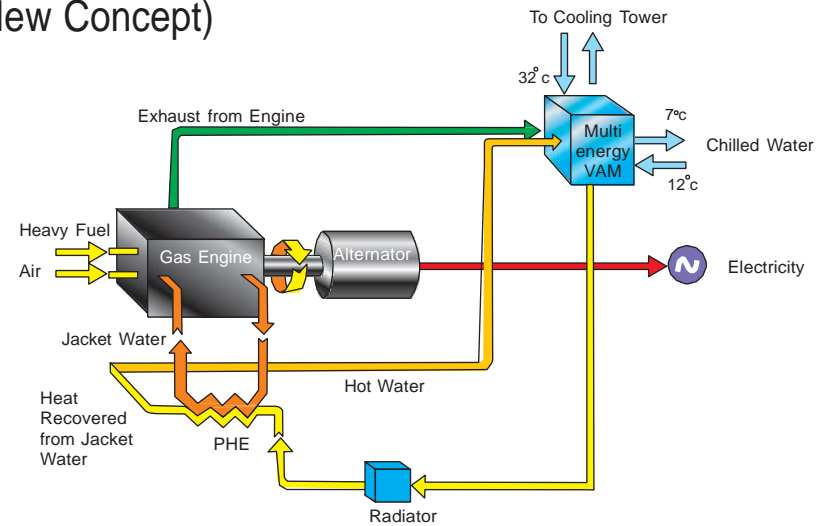 New Concept)
To Cooling Tower
32°c
Exhaust from Engine
7°c
Multi
energy
VAM
Chilled Water
12°c
Heavy Fuel
Air
Gas Engine
Alternator
Electricity
Jacket Water
Hot Water
Heat
Recovered
from Jacket
Water
PHE
Radiator